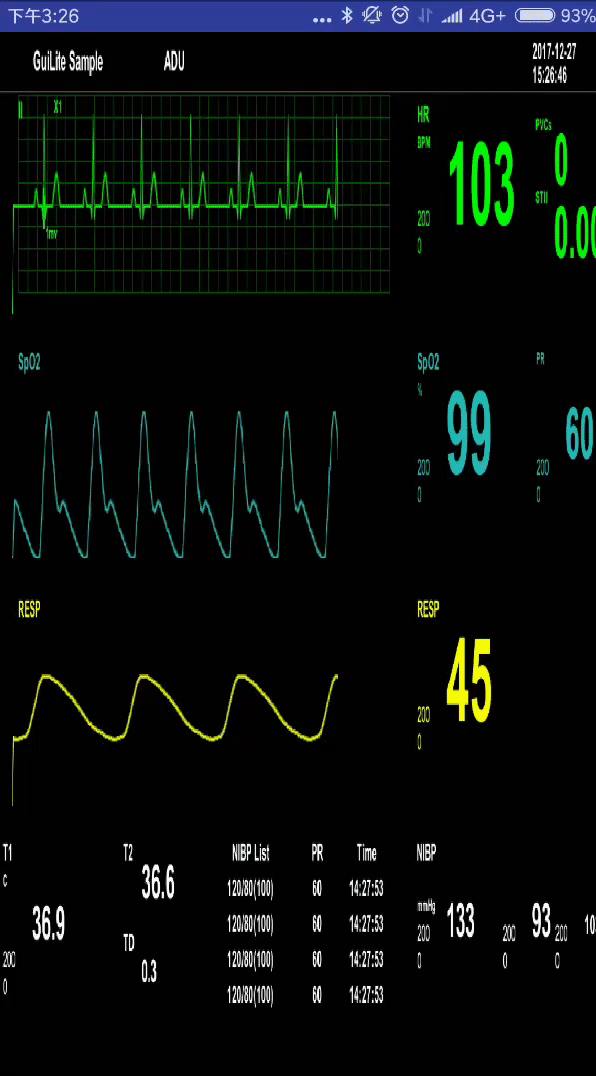 下午3:26 ... 4G+ 93%
GuiLite Sample ADU 2017-12-27
15:26:46
II X1
1mv
HR
BPM
103
200
0
PVCs
0
STII
0.00
SpO2
SpO2
%
99
200
0
PR
60
200
0
RESP
RESP
45
200
0
T1
C
36.9
200
0
T2
36.6
TD
0.3
NIBP List PR Time
120/80(100) 60 14:27:53
120/80(100) 60 14:27:53
120/80(100) 60 14:27:53
120/80(100) 60 14:27:53
NIBP
mmHg
133
200
0
93
200
0
200
0